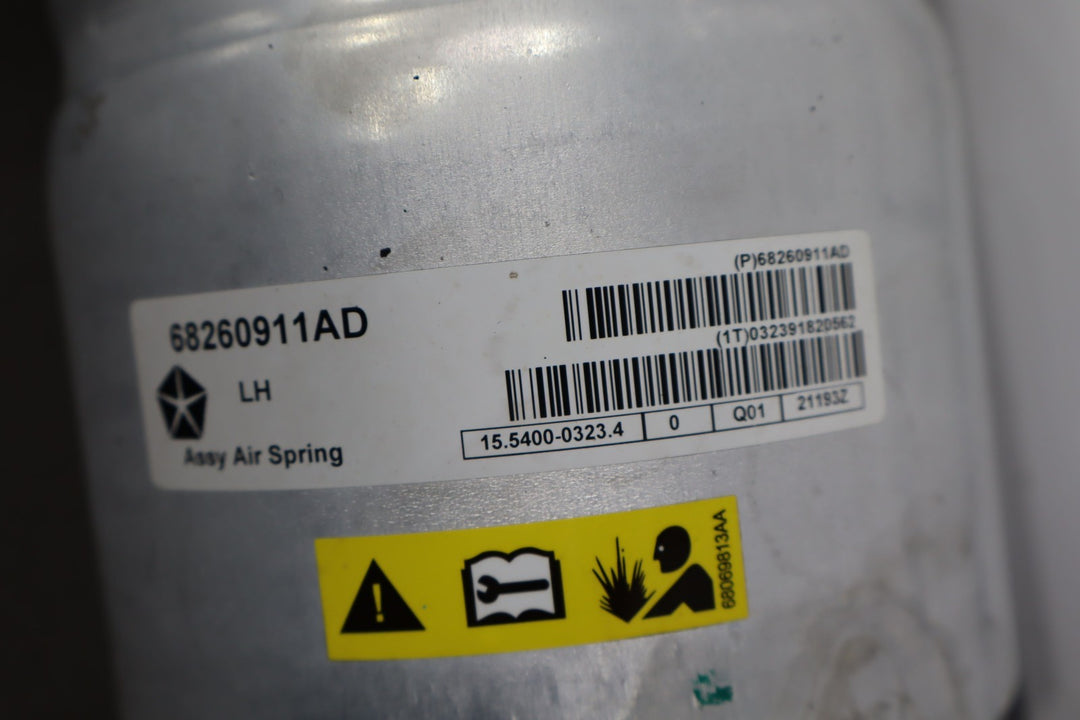 68260911AD
LH
Assy Air Spring
(P)68260911AD
(1T)032391820562
15.5400-0323.4 0 Q01 21193Z
68069813AA